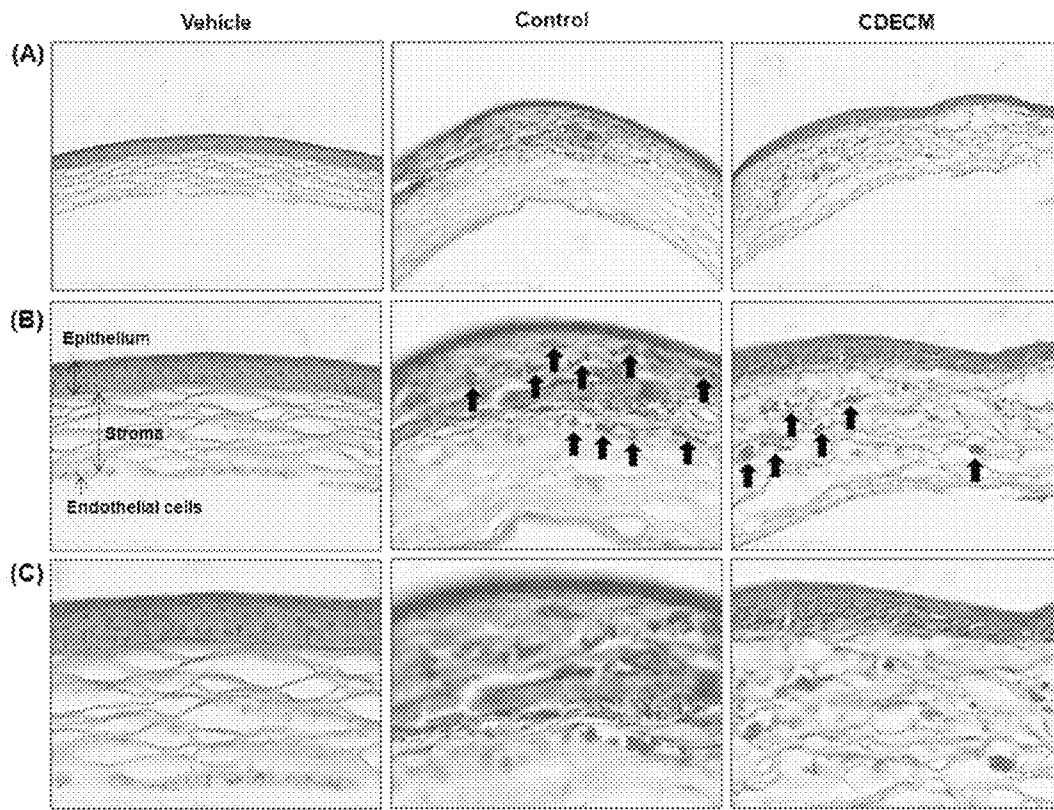 Vehicle Control CDECM
(A)
(B)
Epithelium
Stroma
Endothelial cells
(C)